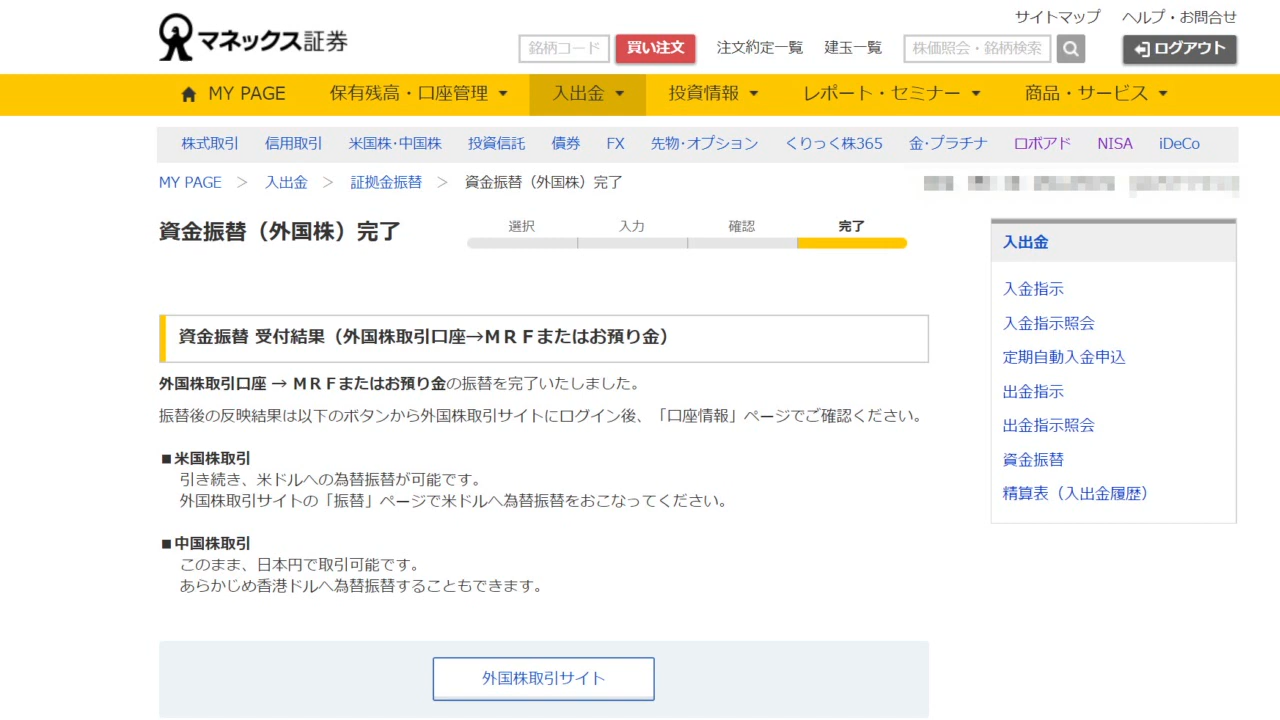 サイトマップ ヘルプ・お問合せ
マネックス証券
銘柄コード 買い注文 注文約定一覧 建玉一覧 株価照会・銘柄検索 ログアウト
MY PAGE 保有残高・口座管理 入出金 投資情報 レポート・セミナー 商品・サービス
株式取引 信用取引 米国株・中国株 投資信託 債券 FX 先物・オプション くりっく株365 金・プラチナ ロボアド NISA iDeCo
MY PAGE > 入出金 > 証拠金振替 > 資金振替（外国株）完了
資金振替（外国株）完了
選択 入力 確認 完了
資金振替 受付結果（外国株取引口座→ＭＲＦまたはお預り金）
外国株取引口座 → ＭＲＦまたはお預り金の振替を完了いたしました。
振替後の反映結果は以下のボタンから外国株取引サイトにログイン後、「口座情報」ページでご確認ください。
■米国株取引
引き続き、米ドルへの為替振替が可能です。
外国株取引サイトの「振替」ページで米ドルへ為替振替をおこなってください。
■中国株取引
このまま、日本円で取引可能です。
あらかじめ香港ドルへ為替振替することもできます。
外国株取引サイト
入出金
入金指示
入金指示照会
定期自動入金申込
出金指示
出金指示照会
資金振替
精算表（入出金履歴）